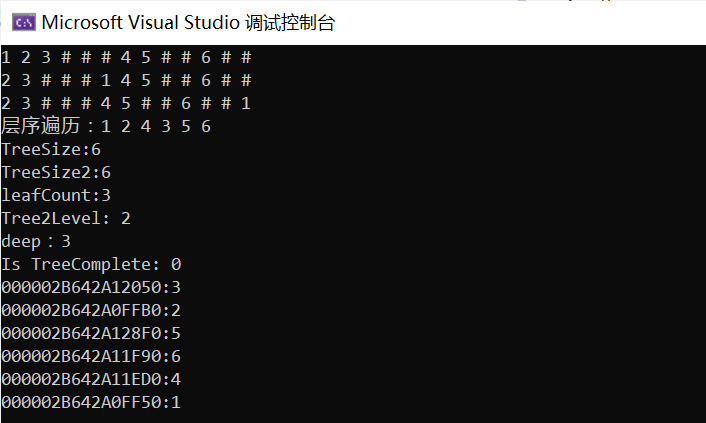 Microsoft Visual Studio 调试控制台
1 2 3 # # # 4 5 # # 6 # #
2 3 # # # 1 4 5 # # 6 # #
2 3 # # # 4 5 # # 6 # # 1
层序遍历：1 2 4 3 5 6
TreeSize:6
TreeSize2:6
leafCount:3
Tree2Level: 2
deep：3
Is TreeComplete: 0
000002B642A12050:3
000002B642A0FFB0:2
000002B642A128F0:5
000002B642A11F90:6
000002B642A11ED0:4
000002B642A0FF50:1